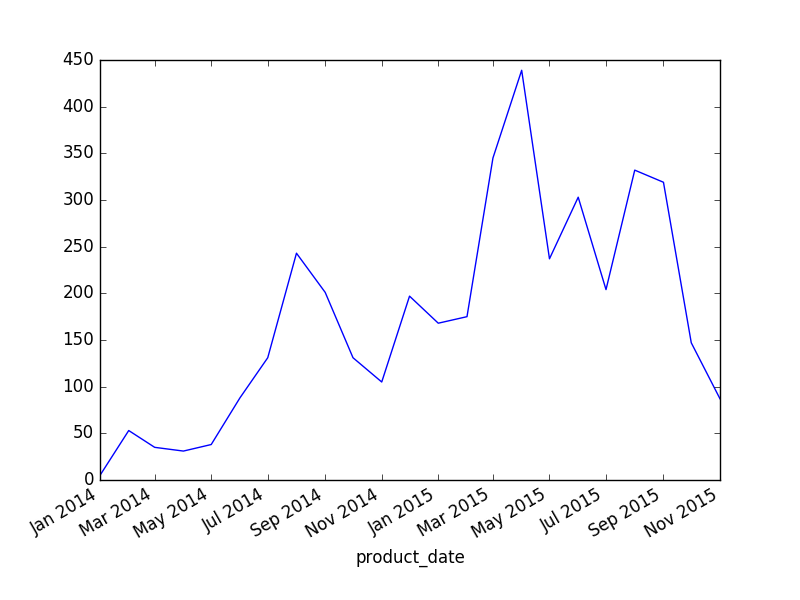 450
400
350
300
250
200
150
100
50
0
Jan 2014
Mar 2014
May 2014
Jul 2014
Sep 2014
Nov 2014
Jan 2015
Mar 2015
May 2015
Jul 2015
Sep 2015
Nov 2015
product_date